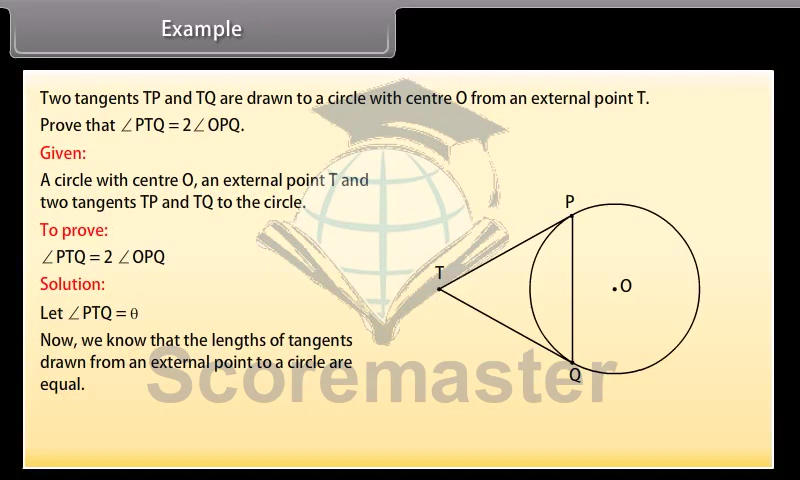 Example
Two tangents TP and TQ are drawn to a circle with centre O from an external point T.
Prove that ∠PTQ = 2∠OPQ.
Given:
A circle with centre O, an external point T and
two tangents TP and TQ to the circle.
To prove:
∠PTQ = 2 ∠OPQ
Solution:
Let ∠PTQ = θ
Now, we know that the lengths of tangents
drawn from an external point to a circle are
equal.
P
T
O
Q
Scoremaster